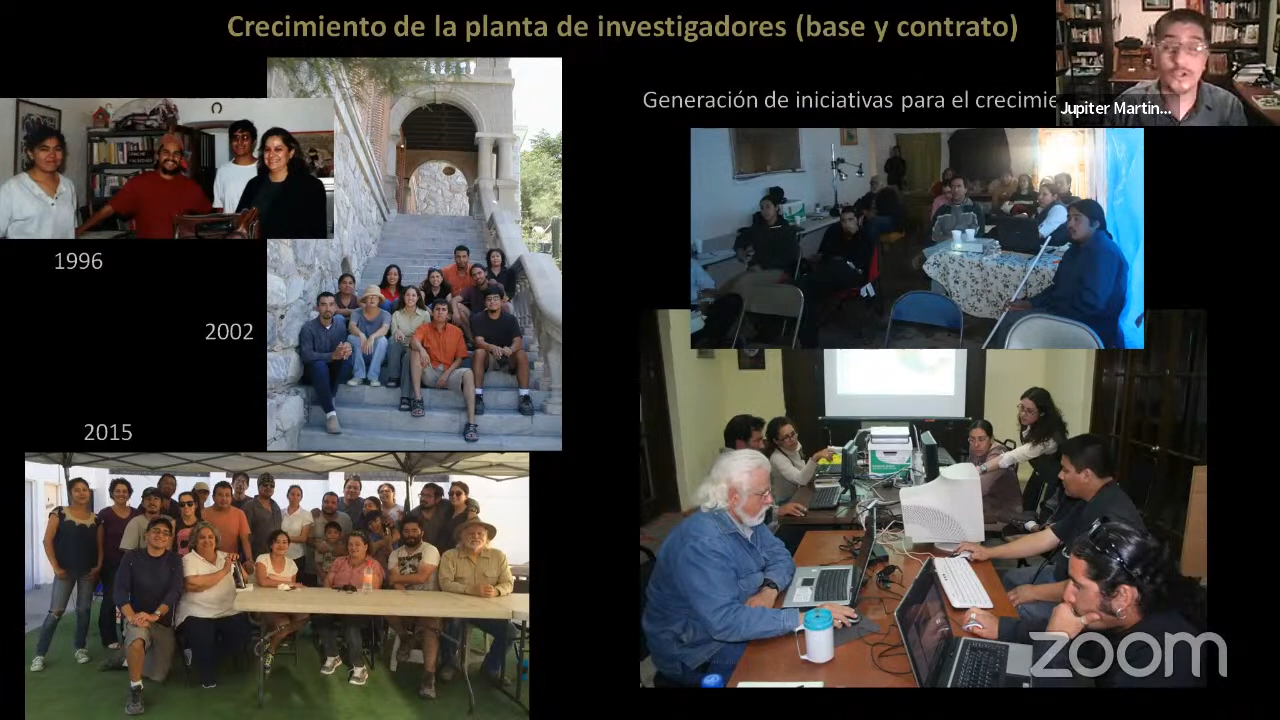 Crecimiento de la planta de investigadores (base y contrato)
Generación de iniciativas para el crecimie
Jupiter Martin...
1996
2002
2015
zoom